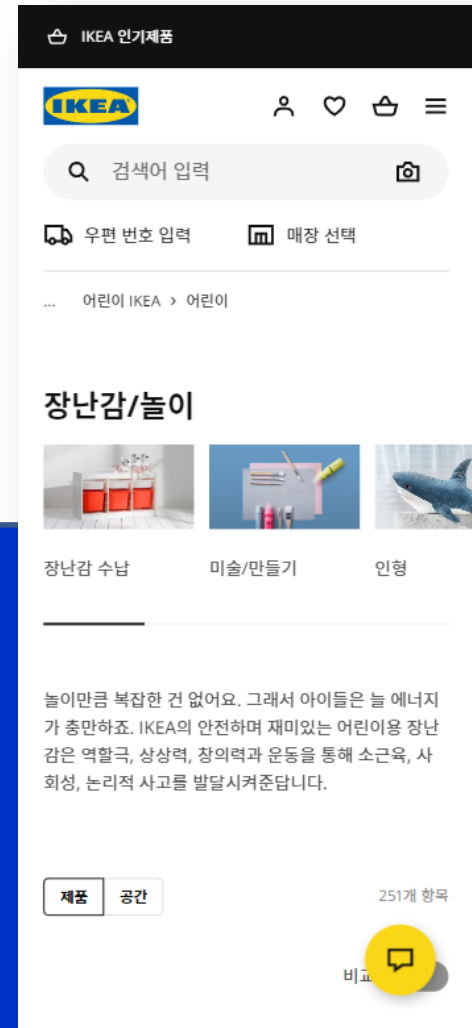 IKEA 인기제품
IKEA
검색어 입력
우편 번호 입력
매장 선택
... 어린이 IKEA > 어린이
장난감/놀이
장난감 수납
미술/만들기
인형
놀이만큼 복잡한 건 없어요. 그래서 아이들은 늘 에너지
가 충만하죠. IKEA의 안전하며 재미있는 어린이용 장난
감은 역할극, 상상력, 창의력과 운동을 통해 소근육, 사
회성, 논리적 사고를 발달시켜준답니다.
제품
공간
251개 항목